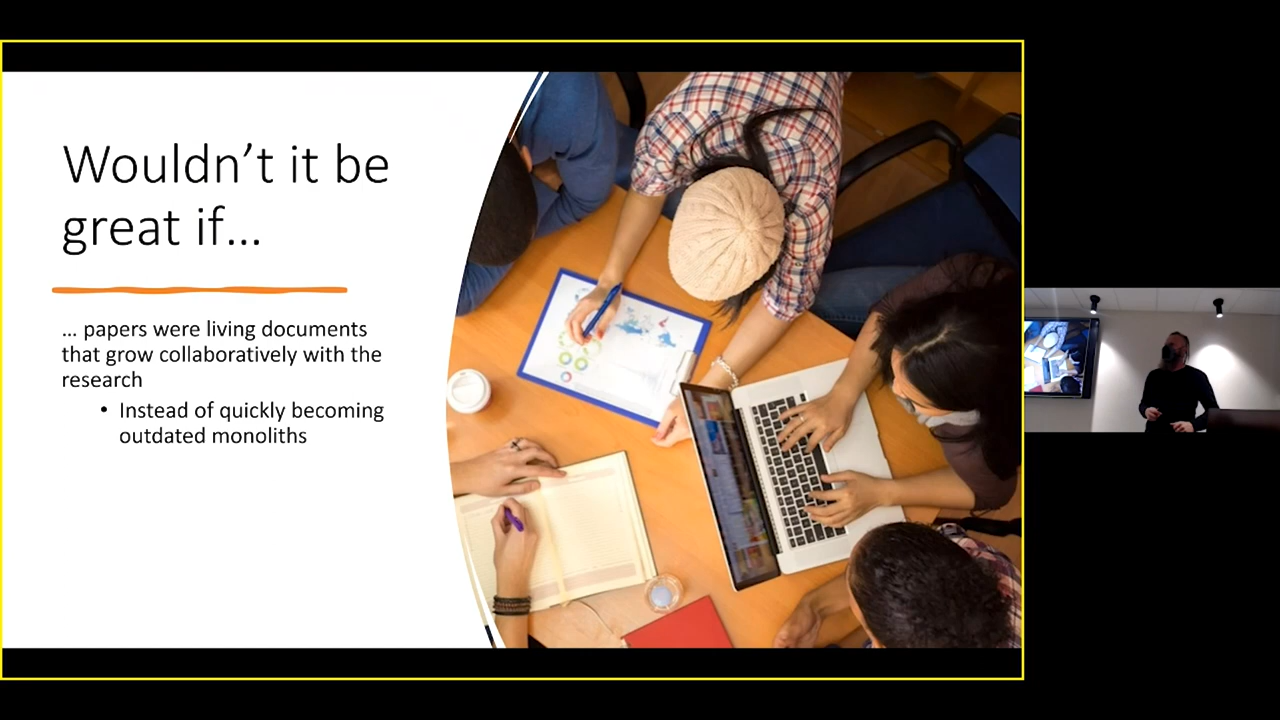 Wouldn’t it be
great if...
... papers were living documents
that grow collaboratively with the
research
• Instead of quickly becoming
outdated monoliths